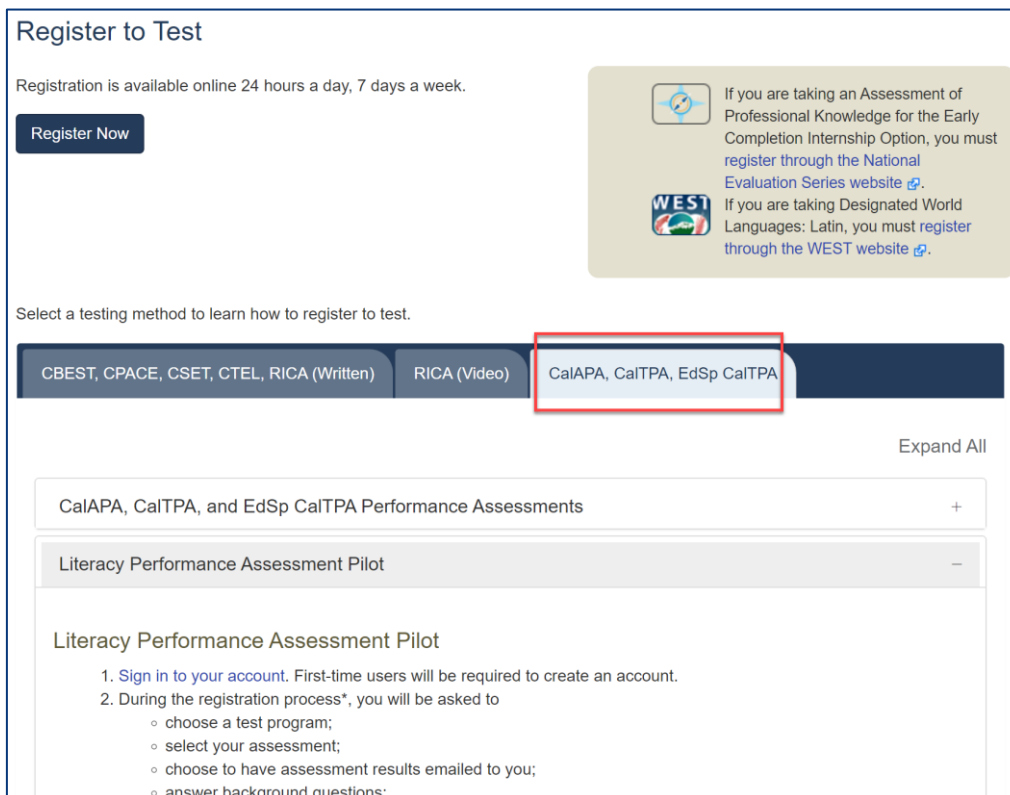 Register to Test
Registration is available online 24 hours a day, 7 days a week.
Register Now
If you are taking an Assessment of
Professional Knowledge for the Early
Completion Internship Option, you must
register through the National
Evaluation Series website.
WEST
If you are taking Designated World
Languages: Latin, you must register
through the WEST website.
Select a testing method to learn how to register to test.
CBEST, CPACE, CSET, CTEL, RICA (Written)
RICA (Video)
CalAPA, CalTPA, EdSp CalTPA
Expand All
CalAPA, CalTPA, and EdSp CalTPA Performance Assessments
+
Literacy Performance Assessment Pilot
−
Literacy Performance Assessment Pilot
1. Sign in to your account. First-time users will be required to create an account.
2. During the registration process*, you will be asked to
◦ choose a test program;
◦ select your assessment;
◦ choose to have assessment results emailed to you;
◦ answer background questions;